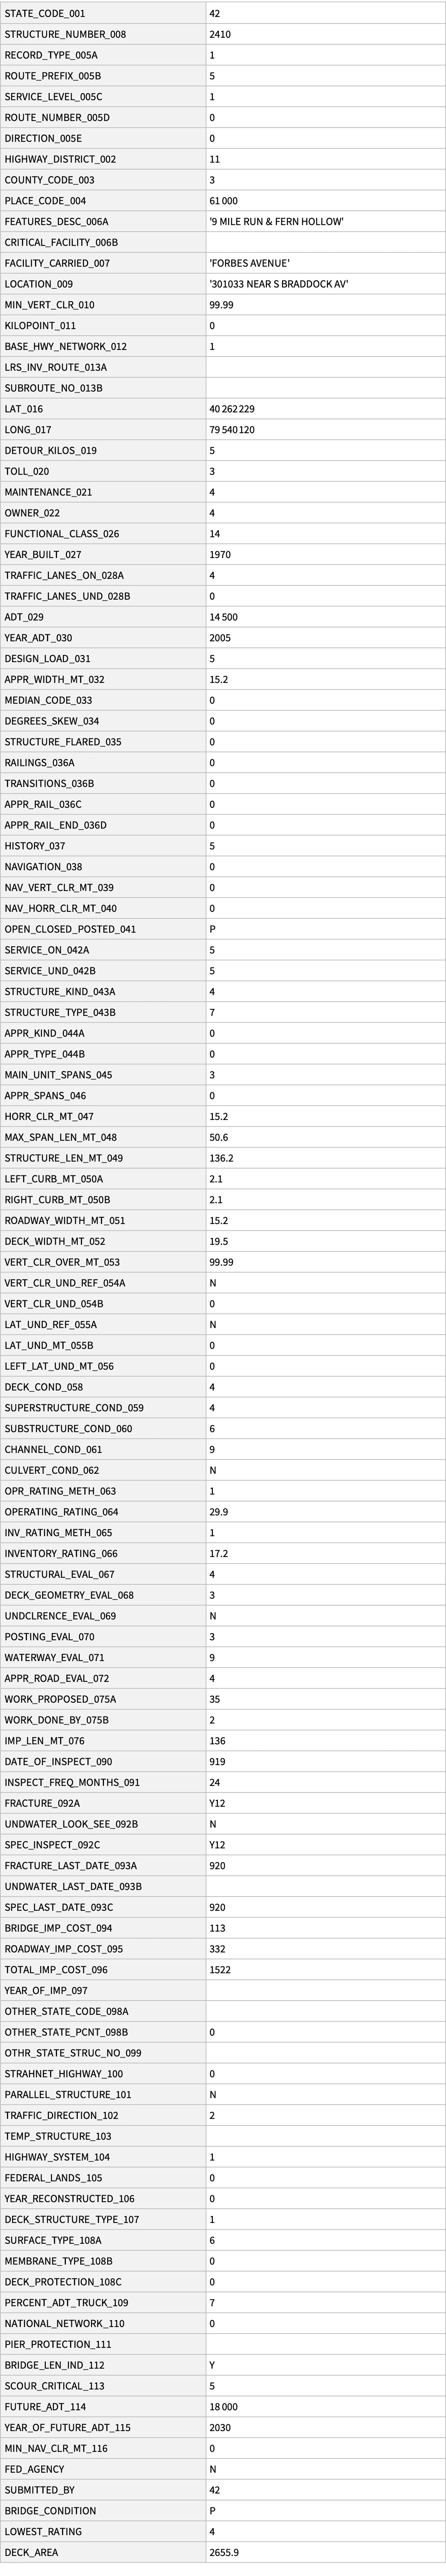 STATE_CODE_001 42
STRUCTURE_NUMBER_008 2410
RECORD_TYPE_005A 1
ROUTE_PREFIX_005B 5
SERVICE_LEVEL_005C 1
ROUTE_NUMBER_005D 0
DIRECTION_005E 0
HIGHWAY_DISTRICT_002 11
COUNTY_CODE_003 3
PLACE_CODE_004 61 000
FEATURES_DESC_006A '9 MILE RUN & FERN HOLLOW'
CRITICAL_FACILITY_006B
FACILITY_CARRIED_007 'FORBES AVENUE'
LOCATION_009 '301033 NEAR S BRADDOCK AV'
MIN_VERT_CLR_010 99.99
KILOPOINT_011 0
BASE_HWY_NETWORK_012 1
LRS_INV_ROUTE_013A
SUBROUTE_NO_013B
LAT_016 40 262 229
LONG_017 79 540 120
DETOUR_KILOS_019 5
TOLL_020 3
MAINTENANCE_021 4
OWNER_022 4
FUNCTIONAL_CLASS_026 14
YEAR_BUILT_027 1970
TRAFFIC_LANES_ON_028A 4
TRAFFIC_LANES_UND_028B 0
ADT_029 14 500
YEAR_ADT_030 2005
DESIGN_LOAD_031 5
APPR_WIDTH_MT_032 15.2
MEDIAN_CODE_033 0
DEGREES_SKEW_034 0
STRUCTURE_FLARED_035 0
RAILINGS_036A 0
TRANSITIONS_036B 0
APPR_RAIL_036C 0
APPR_RAIL_END_036D 0
HISTORY_037 5
NAVIGATION_038 0
NAV_VERT_CLR_MT_039 0
NAV_HORR_CLR_MT_040 0
OPEN_CLOSED_POSTED_041 P
SERVICE_ON_042A 5
SERVICE_UND_042B 5
STRUCTURE_KIND_043A 4
STRUCTURE_TYPE_043B 7
APPR_KIND_044A 0
APPR_TYPE_044B 0
MAIN_UNIT_SPANS_045 3
APPR_SPANS_046 0
HORR_CLR_MT_047 15.2
MAX_SPAN_LEN_MT_048 50.6
STRUCTURE_LEN_MT_049 136.2
LEFT_CURB_MT_050A 2.1
RIGHT_CURB_MT_050B 2.1
ROADWAY_WIDTH_MT_051 15.2
DECK_WIDTH_MT_052 19.5
VERT_CLR_OVER_MT_053 99.99
VERT_CLR_UND_REF_054A N
VERT_CLR_UND_054B 0
LAT_UND_REF_055A N
LAT_UND_MT_055B 0
LEFT_LAT_UND_MT_056 0
DECK_COND_058 4
SUPERSTRUCTURE_COND_059 4
SUBSTRUCTURE_COND_060 6
CHANNEL_COND_061 9
CULVERT_COND_062 N
OPR_RATING_METH_063 1
OPERATING_RATING_064 29.9
INV_RATING_METH_065 1
INVENTORY_RATING_066 17.2
STRUCTURAL_EVAL_067 4
DECK_GEOMETRY_EVAL_068 3
UNDCLRENCE_EVAL_069 N
POSTING_EVAL_070 3
WATERWAY_EVAL_071 9
APPR_ROAD_EVAL_072 4
WORK_PROPOSED_075A 35
WORK_DONE_BY_075B 2
IMP_LEN_MT_076 136
DATE_OF_INSPECT_090 919
INSPECT_FREQ_MONTHS_091 24
FRACTURE_092A Y12
UNDWATER_LOOK_SEE_092B N
SPEC_INSPECT_092C Y12
FRACTURE_LAST_DATE_093A 920
UNDWATER_LAST_DATE_093B
SPEC_LAST_DATE_093C 920
BRIDGE_IMP_COST_094 113
ROADWAY_IMP_COST_095 332
TOTAL_IMP_COST_096 1522
YEAR_OF_IMP_097
OTHER_STATE_CODE_098A
OTHER_STATE_PCNT_098B 0
OTHR_STATE_STRUC_NO_099
STRAHNET_HIGHWAY_100 0
PARALLEL_STRUCTURE_101 N
TRAFFIC_DIRECTION_102 2
TEMP_STRUCTURE_103
HIGHWAY_SYSTEM_104 1
FEDERAL_LANDS_105 0
YEAR_RECONSTRUCTED_106 0
DECK_STRUCTURE_TYPE_107 1
SURFACE_TYPE_108A 6
MEMBRANE_TYPE_108B 0
DECK_PROTECTION_108C 0
PERCENT_ADT_TRUCK_109 7
NATIONAL_NETWORK_110 0
PIER_PROTECTION_111
BRIDGE_LEN_IND_112 Y
SCOUR_CRITICAL_113 5
FUTURE_ADT_114 18 000
YEAR_OF_FUTURE_ADT_115 2030
MIN_NAV_CLR_MT_116 0
FED_AGENCY N
SUBMITTED_BY 42
BRIDGE_CONDITION P
LOWEST_RATING 4
DECK_AREA 2655.9